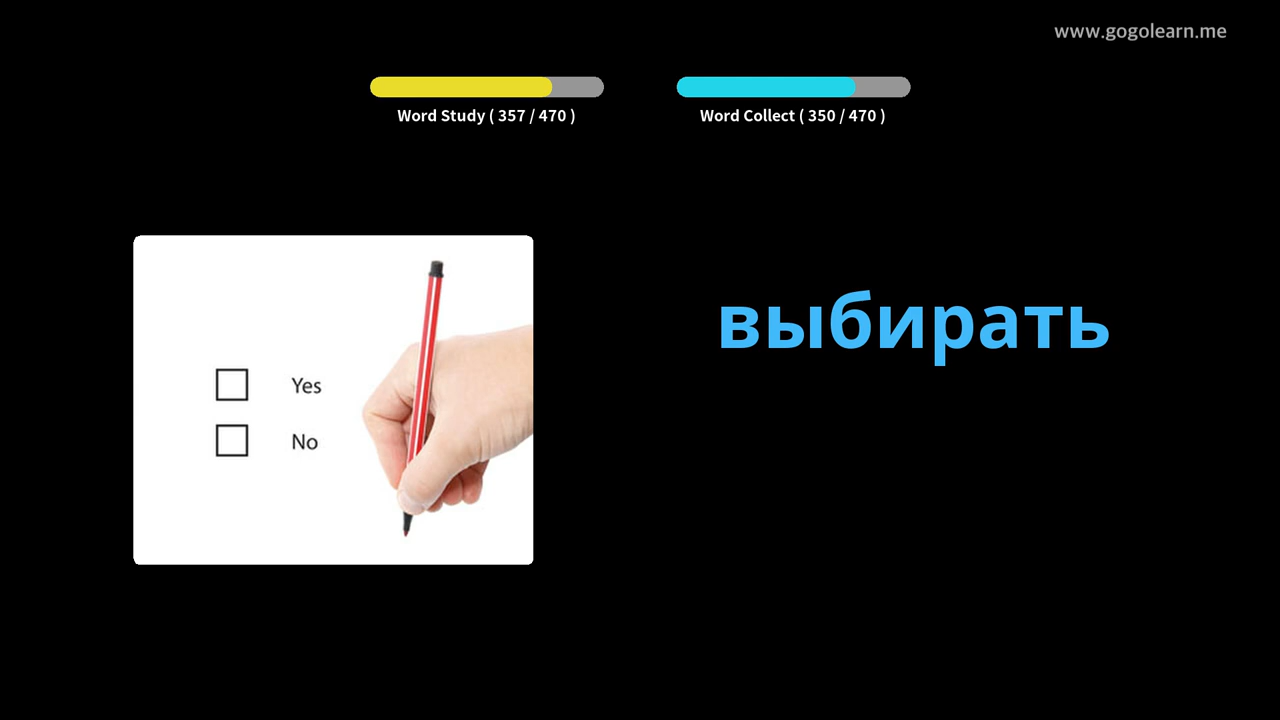 www.gogolearn.me
Word Study ( 357 / 470 )
Word Collect ( 350 / 470 )
выбирать
Yes
No